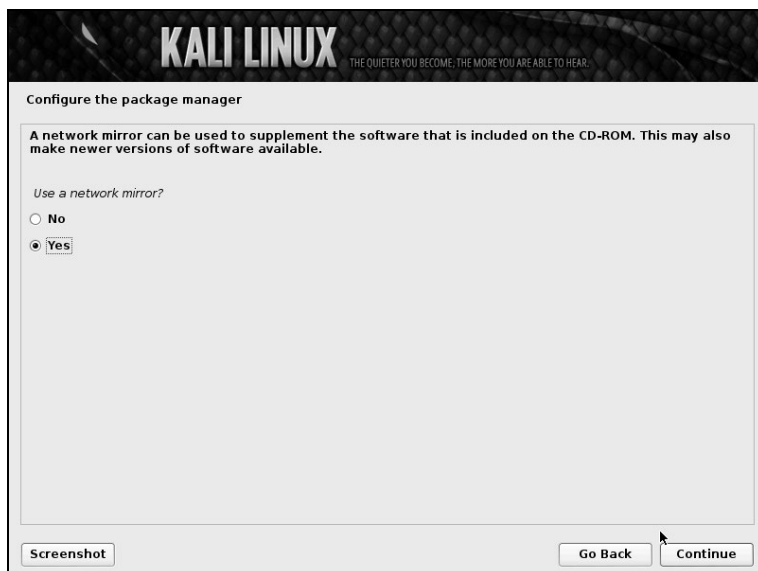 KALI LINUX
THE QUIETER YOU BECOME, THE MORE YOU ARE ABLE TO HEAR.
Configure the package manager
A network mirror can be used to supplement the software that is included on the CD-ROM. This may also
make newer versions of software available.
Use a network mirror?
No
Yes
Screenshot
Go Back
Continue